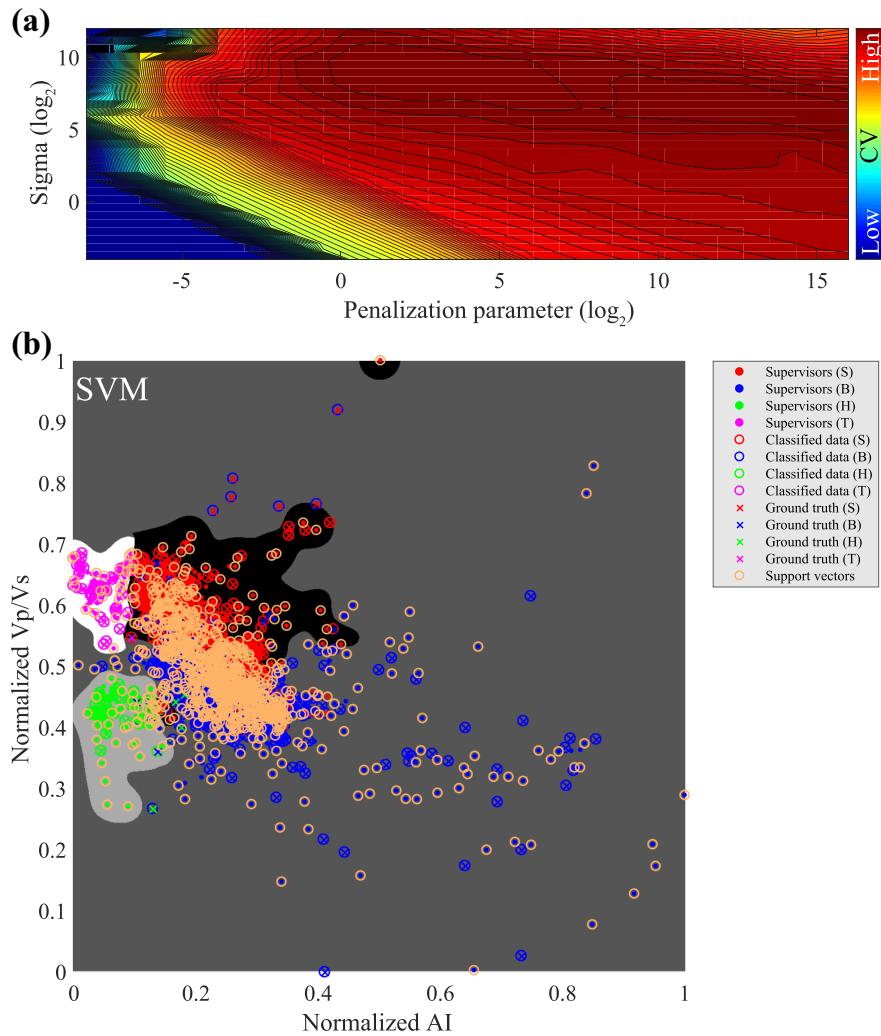 (a)
10
5
0
Sigma (log2)
-5
0
5
10
15
Penalization parameter (log2)
High
CV
Low
(b)
SVM
1
0.9
0.8
0.7
0.6
0.5
0.4
0.3
0.2
0.1
0
Normalized Vp/Vs
0
0.2
0.4
0.6
0.8
1
Normalized AI
Supervisors (S)
Supervisors (B)
Supervisors (H)
Supervisors (T)
Classified data (S)
Classified data (B)
Classified data (H)
Classified data (T)
Ground truth (S)
Ground truth (B)
Ground truth (H)
Ground truth (T)
Support vectors